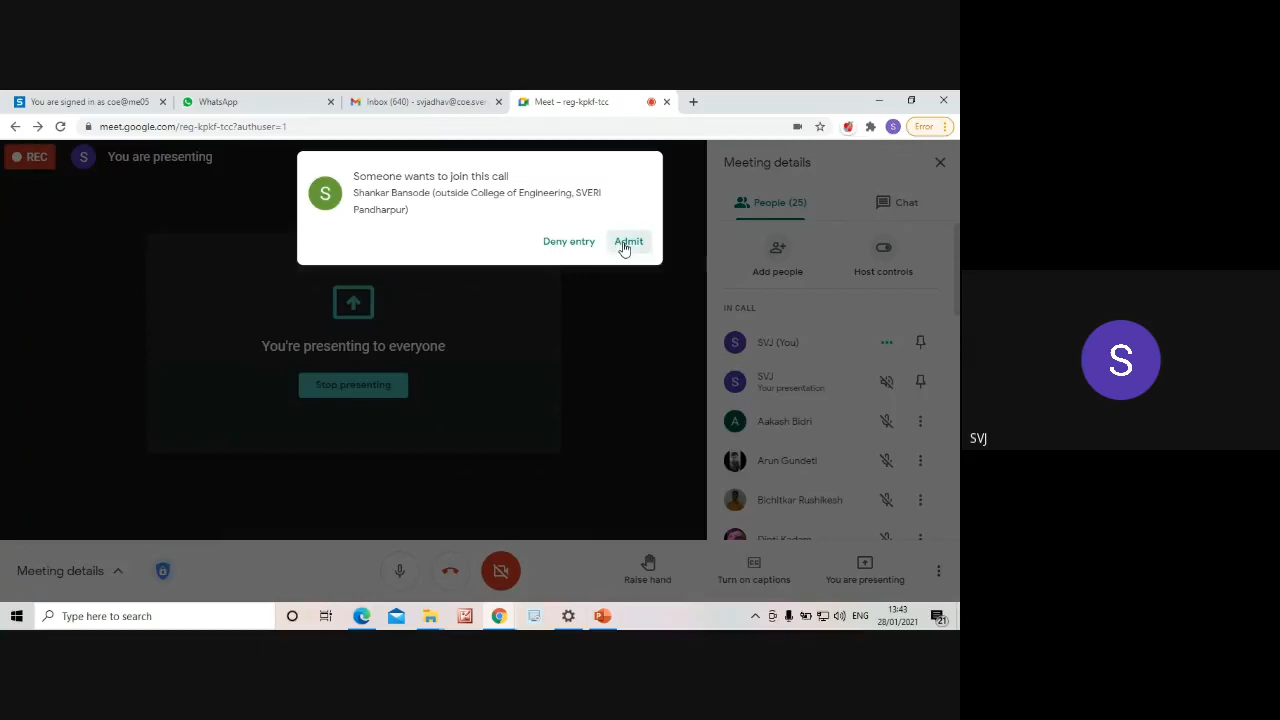 You are signed in as coe@me05
WhatsApp
Inbox (640) - svjadhav@coe.sver
Meet – reg-kpkf-tcc
meet.google.com/reg-kpkf-tcc?authuser=1
S
Error
REC
S
You are presenting
Someone wants to join this call
S
Shankar Bansode (outside College of Engineering, SVERI
Pandharpur)
Deny entry
Admit
You're presenting to everyone
Stop presenting
Meeting details
People (25)
Chat
Add people
Host controls
IN CALL
S
SVJ (You)
S
SVJ
Your presentation
A
Aakash Bidri
Arun Gundeti
Bichitkar Rushikesh
Dipti Kadam
Meeting details
Raise hand
CC
Turn on captions
You are presenting
Type here to search
ENG
13:43
28/01/2021
21
S
SVJ